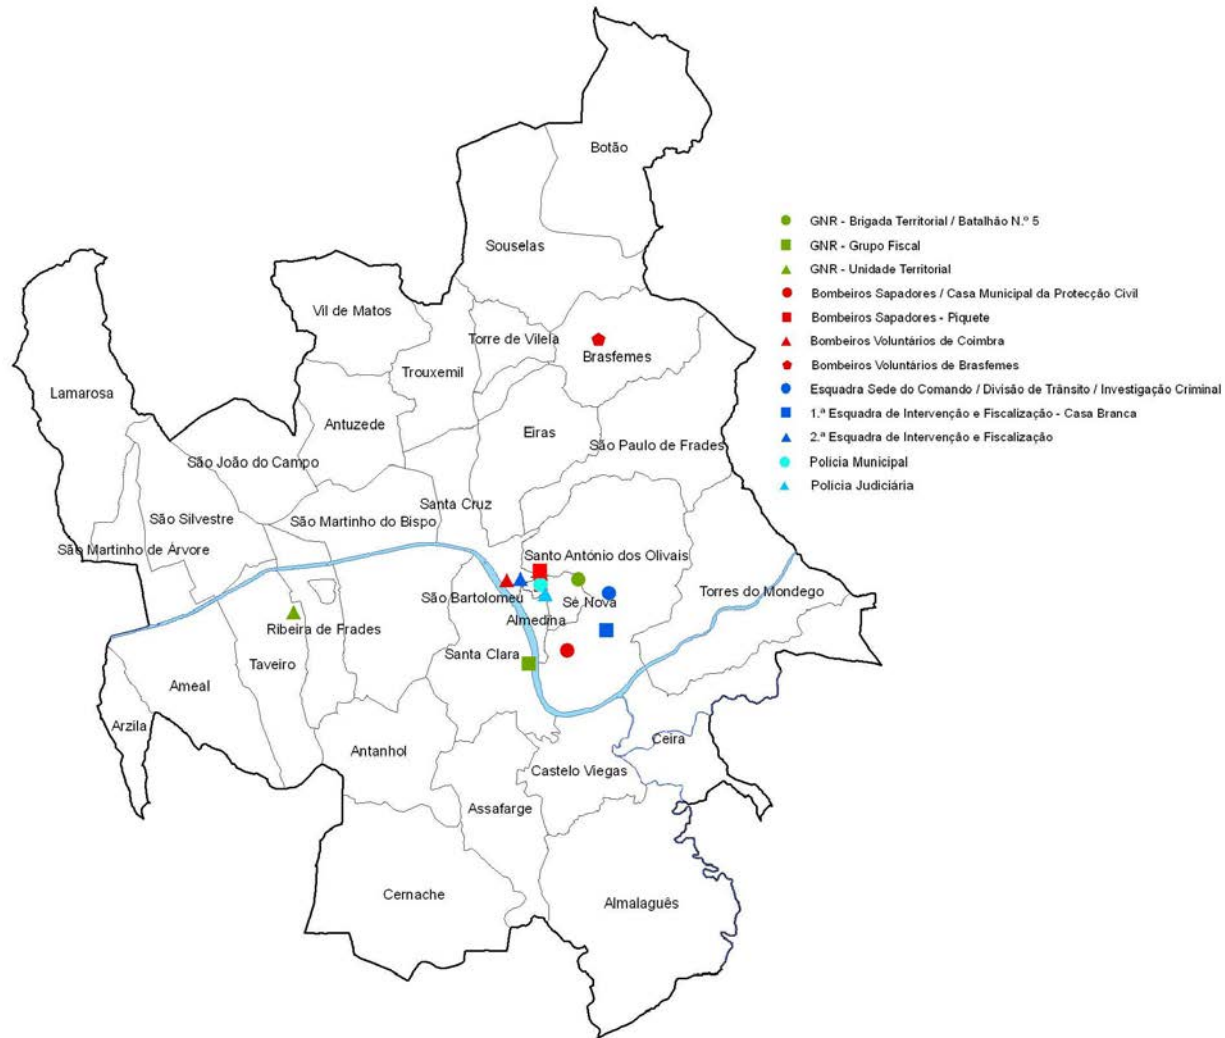 Botão
Souselas
GNR - Brigada Territorial / Batalhão N.º 5
GNR - Grupo Fiscal
GNR - Unidade Territorial
Bombeiros Sapadores / Casa Municipal da Protecção Civil
Bombeiros Sapadores - Piquete
Bombeiros Voluntários de Coimbra
Bombeiros Voluntários de Brasfemes
Esquadra Sede do Comando / Divisão de Trânsito / Investigação Criminal
1.ª Esquadra de Intervenção e Fiscalização - Casa Branca
2.ª Esquadra de Intervenção e Fiscalização
Policia Municipal
Policia Judiciária
Vil de Matos
Torre de Vilela
Brasfemes
Trouxemil
Lamarosa
Antuzede
Eiras
São Paulo de Frades
São João do Campo
Santa Cruz
São Silvestre
São Martinho do Bispo
São Martinho de Árvore
Santo António dos Olivais
Torres do Mondego
São Bartolomeu
Sé Nova
Almedina
Ribeira de Frades
Santa Clara
Taveiro
Ameal
Arzila
Antanhol
Ceira
Castelo Viegas
Assafarge
Cernache
Almalaguês